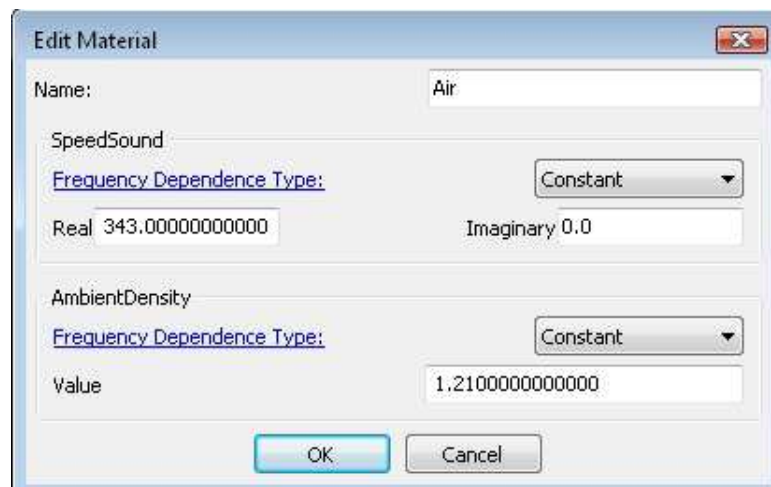 Edit Material
Name: Air
SpeedSound
Frequency Dependence Type: Constant
Real 343.00000000000 Imaginary 0.0
AmbientDensity
Frequency Dependence Type: Constant
Value 1.2100000000000
OK Cancel